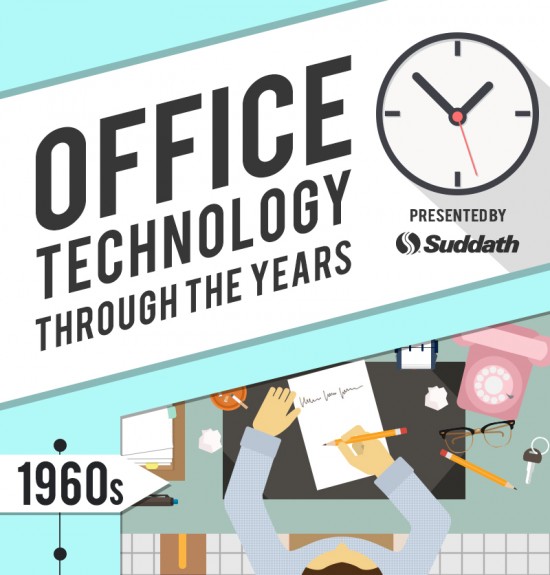 OFFICE
TECHNOLOGY
THROUGH THE YEARS
PRESENTED BY
Suddath
1960s